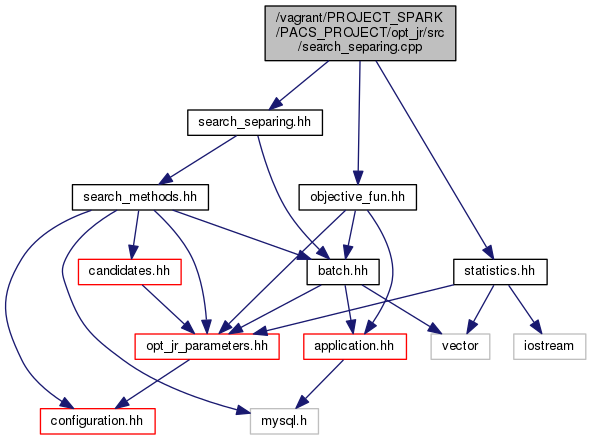 /vagrant/PROJECT_SPARK
/PACS_PROJECT/opt_jr/src
/search_separing.cpp
search_separing.hh
search_methods.hh
objective_fun.hh
candidates.hh
batch.hh
statistics.hh
opt_jr_parameters.hh
application.hh
vector
iostream
configuration.hh
mysql.h